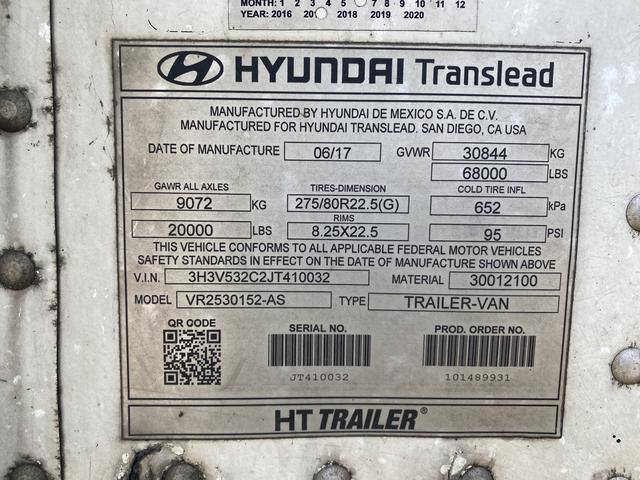 MONTH: 1 2 3 4 5 7 8 9 10 11 12
YEAR: 2016 20 2018 2019 2020
HYUNDAI Translead
MANUFACTURED BY HYUNDAI DE MEXICO S.A. DE C.V.
MANUFACTURED FOR HYUNDAI TRANSLEAD. SAN DIEGO, CA USA
DATE OF MANUFACTURE 06/17 GVWR 30844 KG
68000 LBS
GAWR ALL AXLES TIRES-DIMENSION COLD TIRE INFL
9072 KG 275/80R22.5(G) 652 kPa
RIMS
20000 LBS 8.25X22.5 95 PSI
THIS VEHICLE CONFORMS TO ALL APPLICABLE FEDERAL MOTOR VEHICLES
SAFETY STANDARDS IN EFFECT ON THE DATE OF MANUFACTURE SHOWN ABOVE.
V.I.N. 3H3V532C2JT410032 MATERIAL 30012100
MODEL VR2530152-AS TYPE TRAILER-VAN
QR CODE SERIAL NO. PROD. ORDER NO.
JT410032 101489931
HT TRAILER®